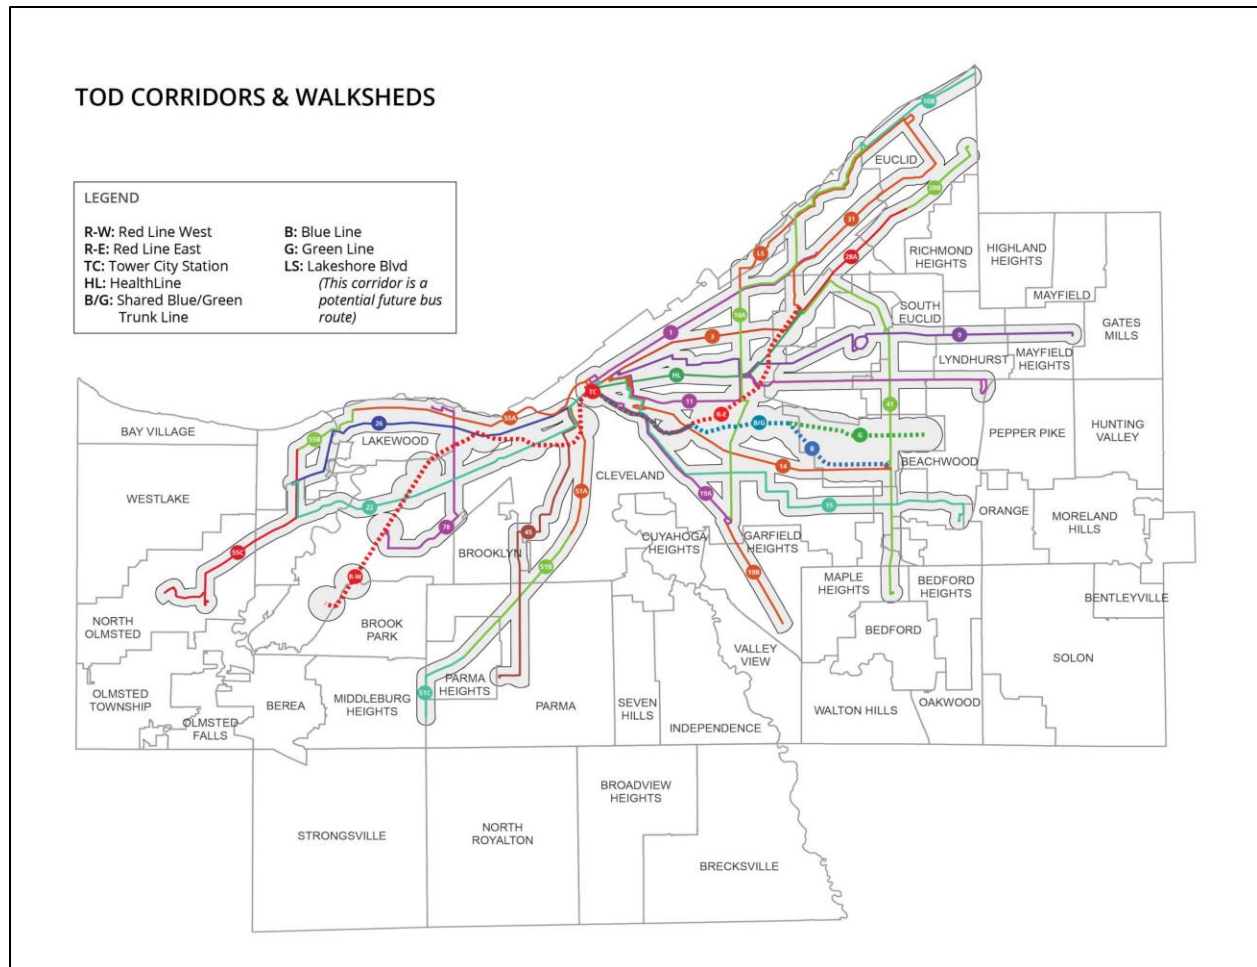 TOD CORRIDORS & WALKSHEDS
LEGEND
R-W: Red Line West
R-E: Red Line East
TC: Tower City Station
HL: HealthLine
B/G: Shared Blue/Green
Trunk Line
B: Blue Line
G: Green Line
LS: Lakeshore Blvd
(This corridor is a
potential future bus
route)
10B
EUCLID
28B
31
LS
28A
RICHMOND
HEIGHTS
HIGHLAND
HEIGHTS
MAYFIELD
10A
SOUTH
EUCLID
GATES
MILLS
1
3
9
LYNDHURST
MAYFIELD
HEIGHTS
HL
TC
11
41
R-E
B/G
G
B
BAY VILLAGE
55A
26
55B
LAKEWOOD
PEPPER PIKE
HUNTING
VALLEY
BEACHWOOD
14
CLEVELAND
WESTLAKE
51A
19A
22
15
ORANGE
MORELAND
HILLS
78
45
BROOKLYN
CUYAHOGA
HEIGHTS
GARFIELD
HEIGHTS
55C
51B
19B
R-W
MAPLE
HEIGHTS
BEDFORD
HEIGHTS
BENTLEYVILLE
NORTH
OLMSTED
BROOK
PARK
BEDFORD
VALLEY
VIEW
SOLON
OLMSTED
TOWNSHIP
BEREA
MIDDLEBURG
HEIGHTS
51C
PARMA
HEIGHTS
PARMA
SEVEN
HILLS
WALTON HILLS
OAKWOOD
OLMSTED
FALLS
INDEPENDENCE
BROADVIEW
HEIGHTS
STRONGSVILLE
NORTH
ROYALTON
BRECKSVILLE